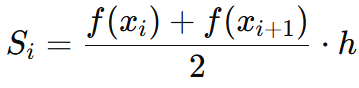 S_i = \frac{f(x_i) + f(x_{i+1})}{2} \cdot h